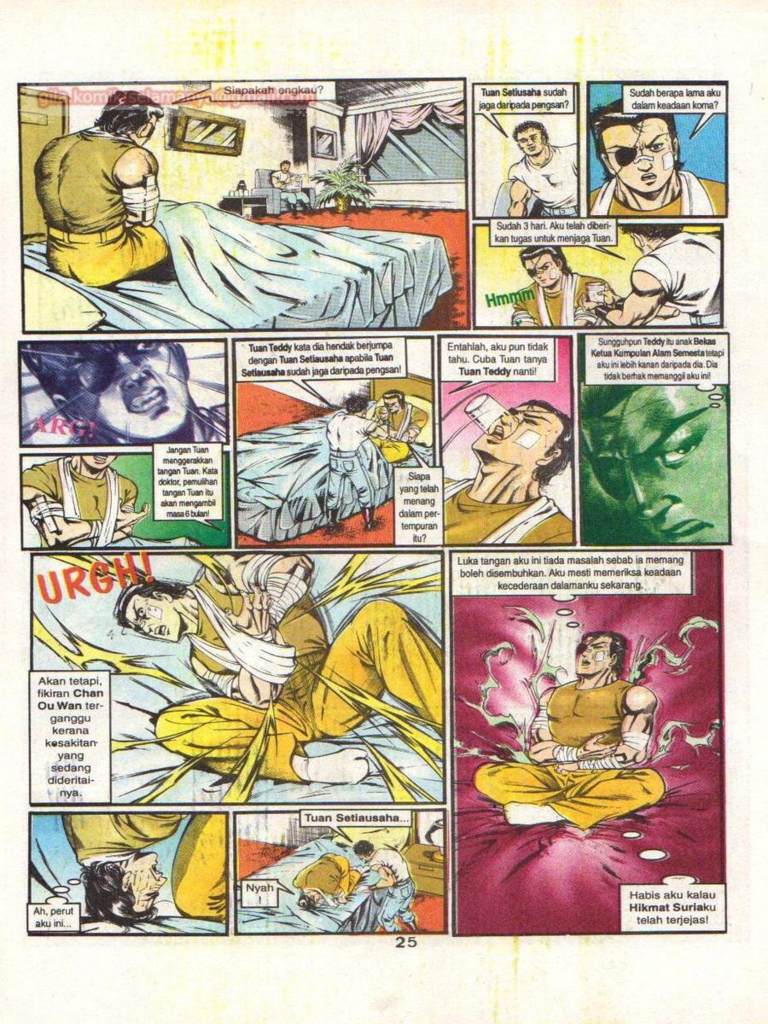 Siapakah engkau?
Tuan Setiusaha sudah
jaga daripada pengsan?
Sudah berapa lama aku
dalam keadaan koma?
Sudah 3 hari. Aku telah diberi-
kan tugas untuk menjaga Tuan.
Hmmm
ARG!
Jangan Tuan
menggerakkan
tangan Tuan. Kata
doktor, pemulihan
tangan Tuan itu
akan mengambil
masa 6 bulan!
Tuan Teddy kata dia hendak berjumpa
dengan Tuan Setiausaha apabila Tuan
Setiausaha sudah jaga daripada pengsan!
Siapa
yang telah
menang
dalam per-
tempuran
itu?
Entahlah, aku pun tidak
tahu. Cuba Tuan tanya
Tuan Teddy nanti!
Sungguhpun Teddy itu anak Bekas
Ketua Kumpulan Alam Semesta tetapi
aku ini lebih kanan daripada dia. Dia
tidak berhak memanggil aku ini!
URGH!
Akan tetapi,
fikiran Chan
Ou Wan ter-
ganggu
kerana
kesakitan
yang
sedang
dideritai-
nya.
Luka tangan aku ini tiada masalah sebab ia memang
boleh disembuhkan. Aku mesti memeriksa keadaan
kecederaan dalamanku sekarang.
Ah, perut
aku ini...
Tuan Setiausaha...
Nyah
!
Habis aku kalau
Hikmat Suriaku
telah terjejas!
25